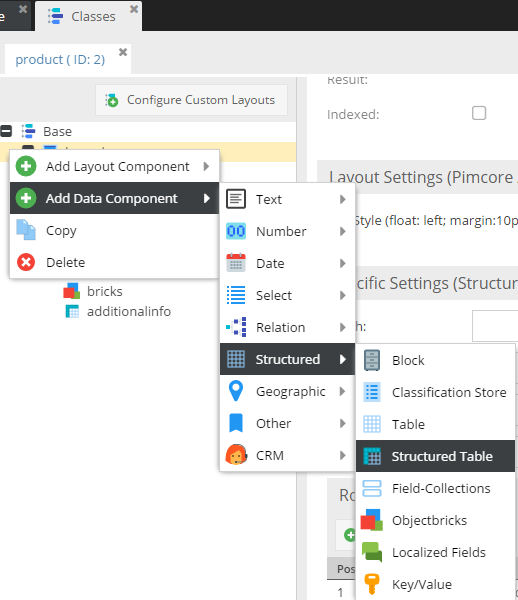 e
Classes
product ( ID: 2)
Configure Custom Layouts
Result:
Indexed:
Base
Add Layout Component
Add Data Component
Copy
Delete
bricks
additionalinfo
Layout Settings (Pimcore
Style (float: left; margin:10p
cific Settings (Structur
h:
Text
Number
Date
Select
Relation
Structured
Geographic
Other
CRM
Block
Classification Store
Table
Structured Table
Field-Collections
Objectbricks
Localized Fields
Key/Value
Ro
Pos
1